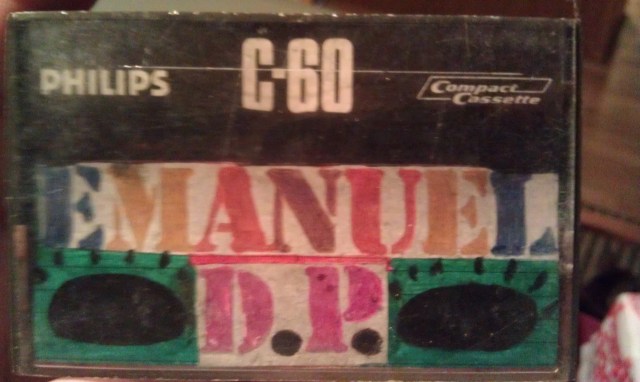 PHILIPS
C-60
Compact
Cassette
EMANUEL
D.P.